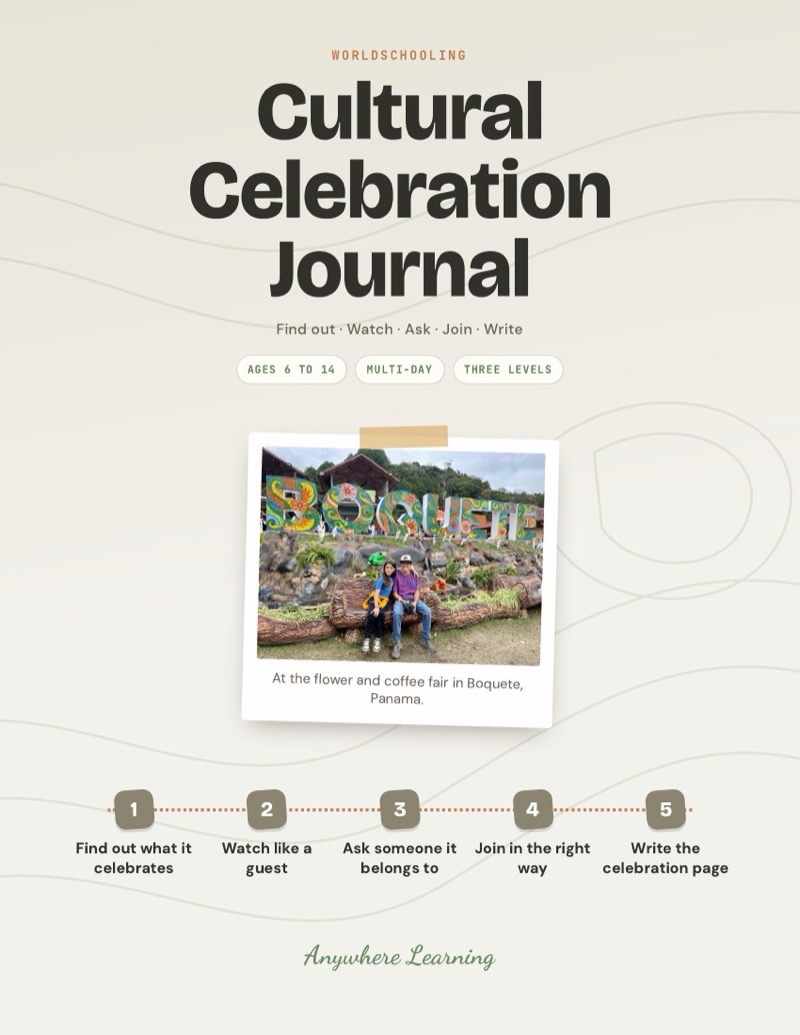 WORLDSCHOOLING
Cultural
Celebration
Journal
Find out · Watch · Ask · Join · Write
AGES 6 TO 14
MULTI-DAY
THREE LEVELS
BOQUETE
At the flower and coffee fair in Boquete,
Panama.
1
2
3
4
5
Find out what it
celebrates
Watch like a
guest
Ask someone it
belongs to
Join in the right
way
Write the
celebration page
Anywhere Learning